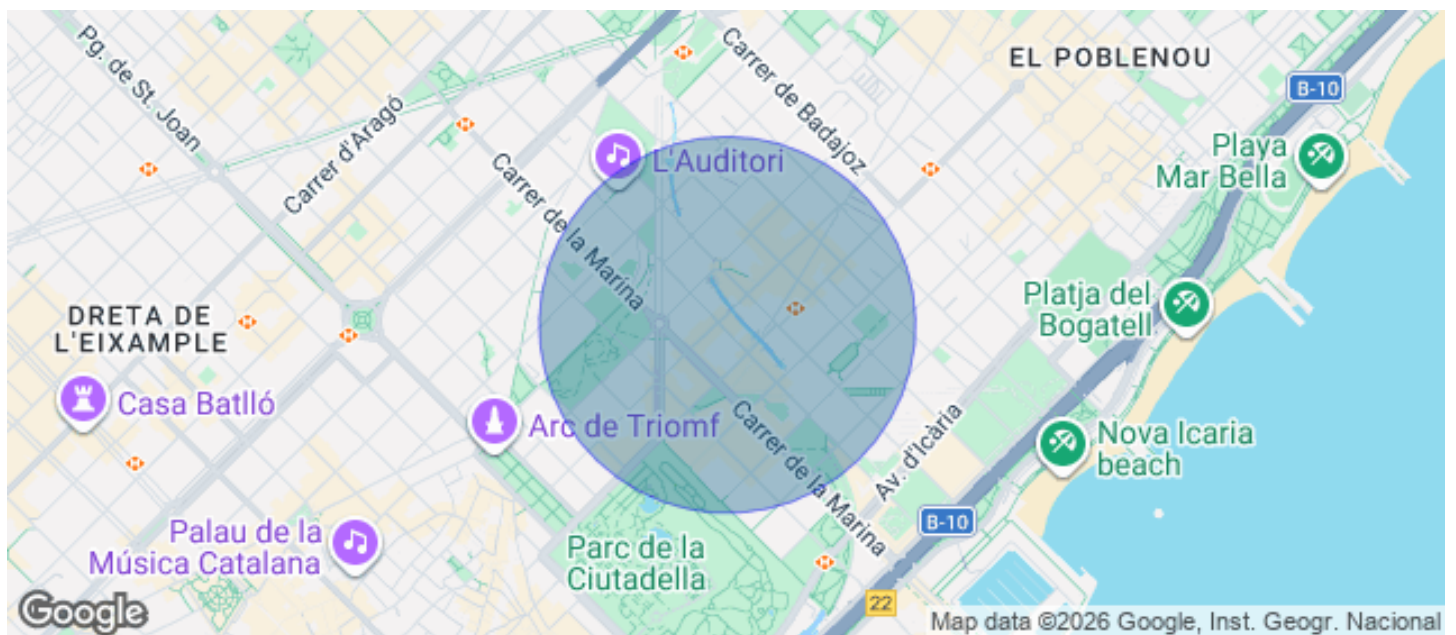 Pg. de St. Joan
Carrer d'Aragó
Carrer de la Marina
Carrer de Badajoz
EL POBLENOU
B-10
L'Auditori
Playa
Mar Bella
DRETA DE
L'EIXAMPLE
Platja del
Bogatell
Casa Batlló
Arc de Triomf
Carrer de la Marina
Av. d'Icària
Nova Icaria
beach
B-10
Palau de la
Música Catalana
Parc de la
Ciutadella
22
Google
Map data ©2026 Google, Inst. Geogr. Nacional